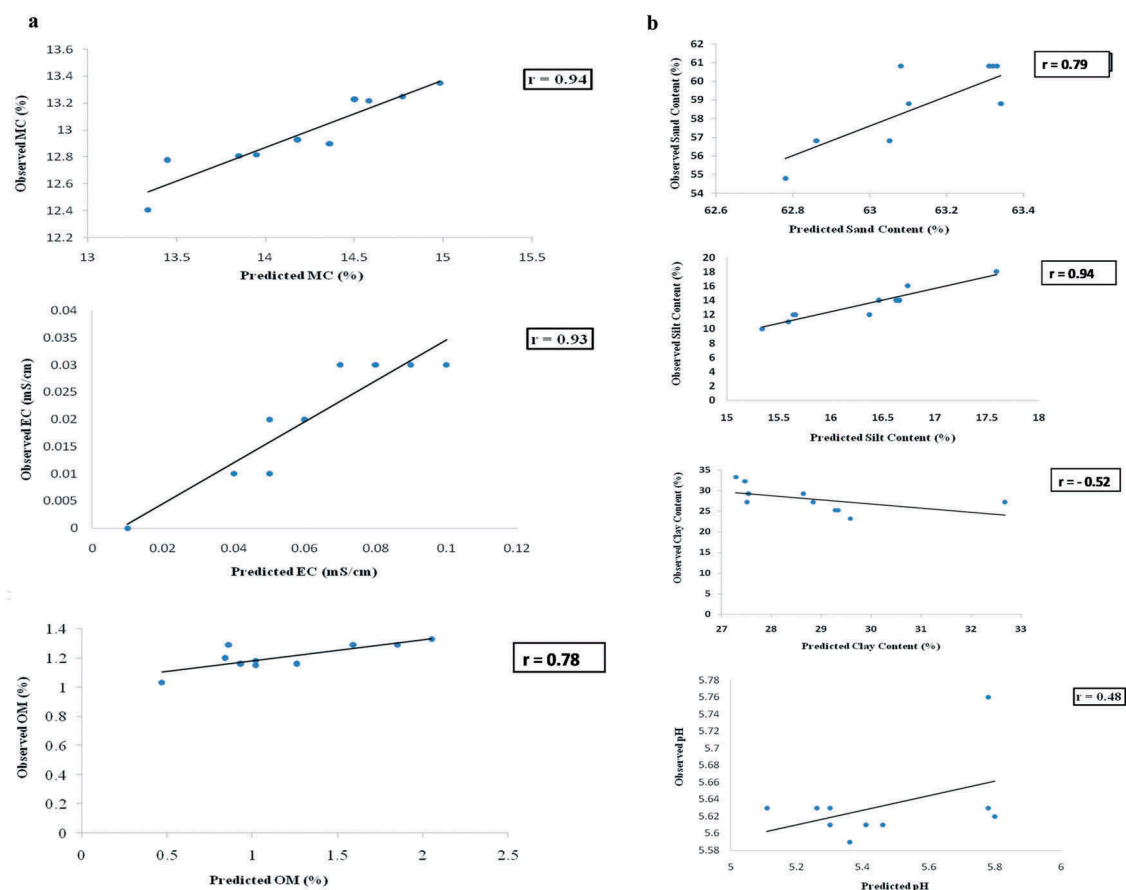 a
13.6
13.4
13.2
13
12.8
12.6
12.4
12.2
Observed MC (%)
r = 0.94
13 13.5 14 14.5 15 15.5
Predicted MC (%)
0.04
0.035
0.03
0.025
0.02
0.015
0.01
0.005
0
Observed EC (mS/cm)
r = 0.93
0 0.02 0.04 0.06 0.08 0.1 0.12
Predicted EC (mS/cm)
1.4
1.2
1
0.8
0.6
0.4
0.2
0
Observed OM (%)
r = 0.78
0 0.5 1 1.5 2 2.5
Predicted OM (%)
b
62
61
60
59
58
57
56
55
54
Observed Sand Content (%)
r = 0.79
62.6 62.8 63 63.2 63.4
Predicted Sand Content (%)
20
18
16
14
12
10
8
6
4
2
0
Observed Silt Content (%)
r = 0.94
15 15.5 16 16.5 17 17.5 18
Predicted Silt Content (%)
35
30
25
20
15
10
5
0
Observed Clay Content (%)
r = - 0.52
27 28 29 30 31 32 33
Predicted Clay Content (%)
5.78
5.76
5.74
5.72
5.7
5.68
5.66
5.64
5.62
5.6
5.58
Observed pH
r = 0.48
5 5.2 5.4 5.6 5.8 6
Predicted pH